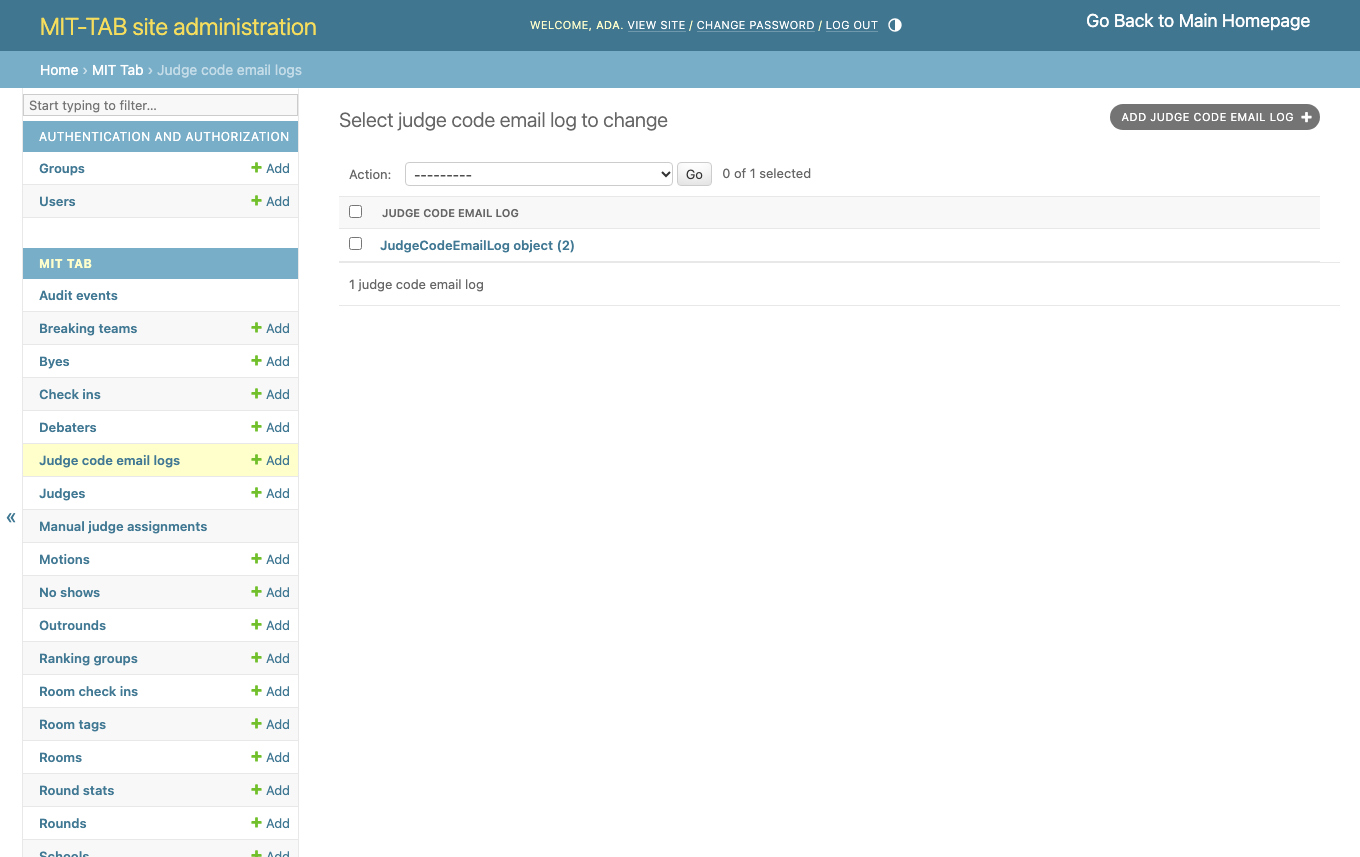 MIT-TAB site administration
WELCOME, ADA. VIEW SITE / CHANGE PASSWORD / LOG OUT
Go Back to Main Homepage
Home › MIT Tab › Judge code email logs
Start typing to filter...
AUTHENTICATION AND AUTHORIZATION
Groups + Add
Users + Add
MIT TAB
Audit events
Breaking teams + Add
Byes + Add
Check ins + Add
Debaters + Add
Judge code email logs + Add
Judges + Add
Manual judge assignments
Motions + Add
No shows + Add
Outrounds + Add
Ranking groups + Add
Room check ins + Add
Room tags + Add
Rooms + Add
Round stats + Add
Rounds + Add
Schools + Add
«
Select judge code email log to change
ADD JUDGE CODE EMAIL LOG +
Action: --------- Go 0 of 1 selected
JUDGE CODE EMAIL LOG
JudgeCodeEmailLog object (2)
1 judge code email log